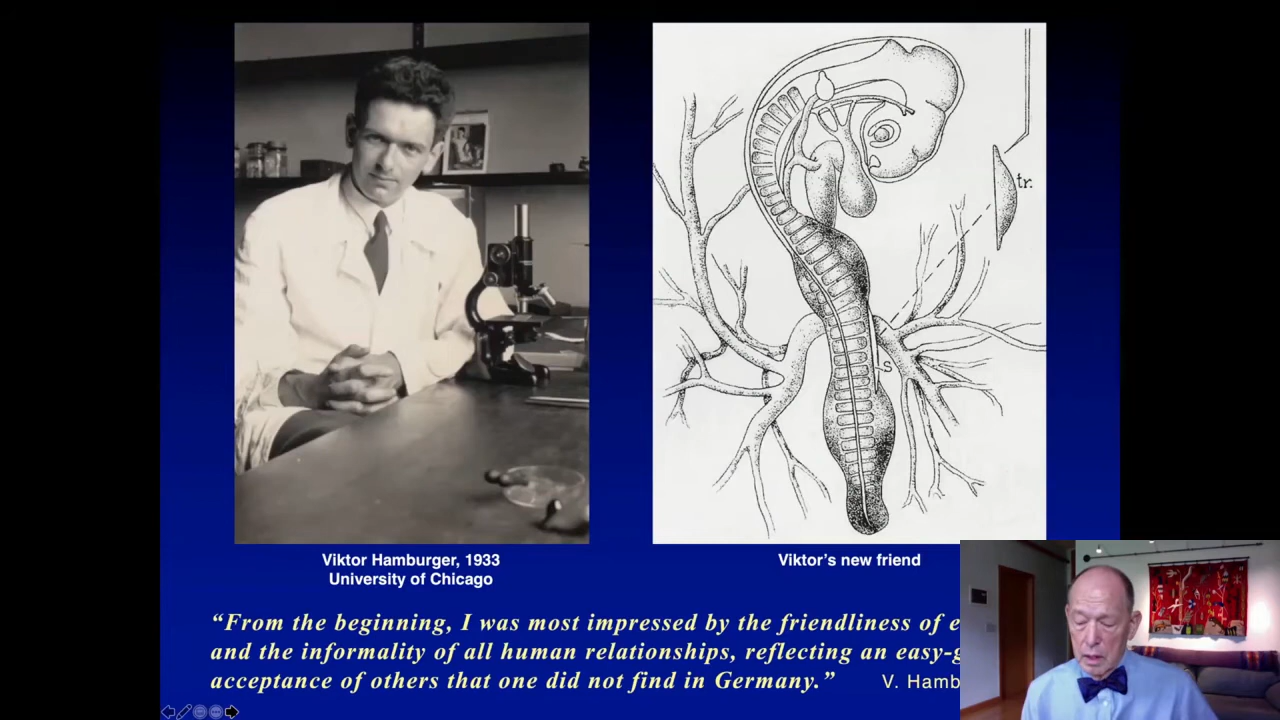 tr.
s
Viktor Hamburger, 1933
University of Chicago
Viktor's new friend
“From the beginning, I was most impressed by the friendliness of e
and the informality of all human relationships, reflecting an easy-g
acceptance of others that one did not find in Germany.” V. Hamb